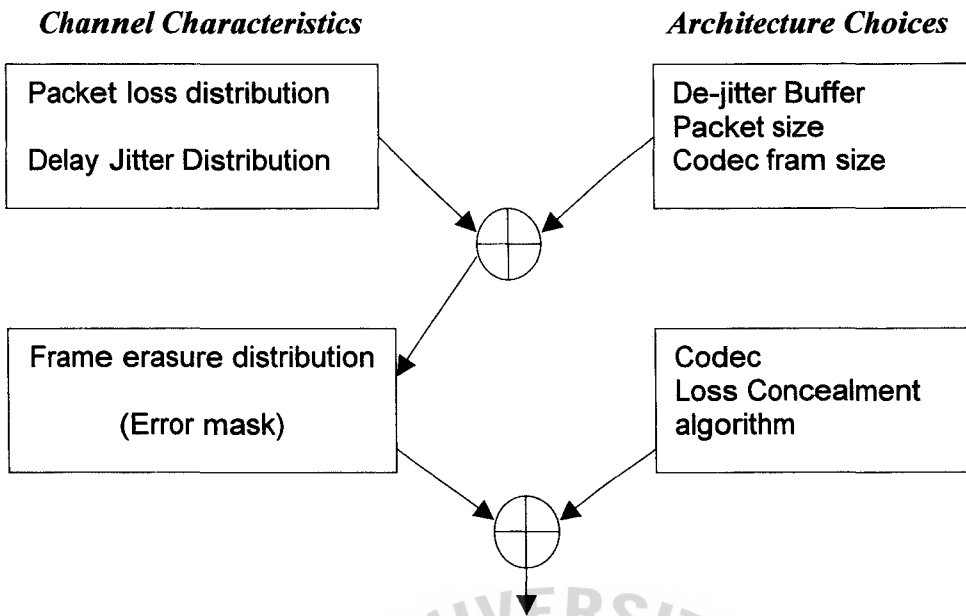 Channel Characteristics
Architecture Choices
Packet loss distribution
Delay Jitter Distribution
De-jitter Buffer
Packet size
Codec fram size
Frame erasure distribution
(Error mask)
Codec
Loss Concealment
algorithm